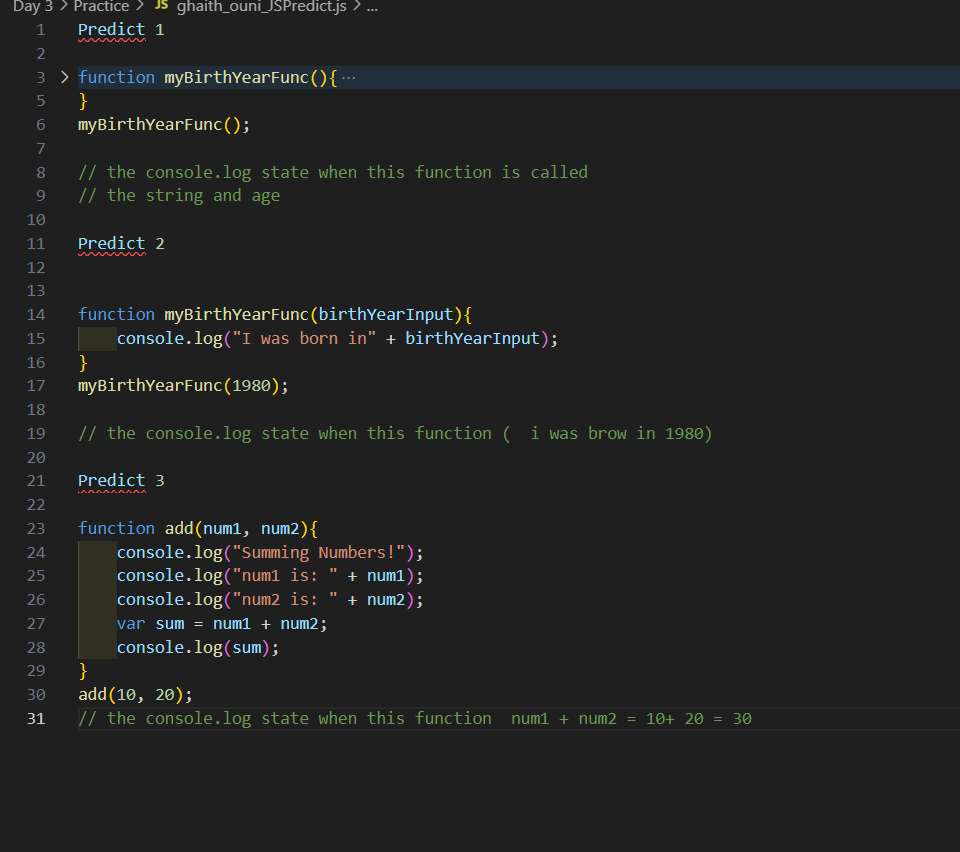 Day 3 > Practice > JS ghaith_ouni_JSPredict.js > ...
1 Predict 1
2
3 > function myBirthYearFunc(){ ···
5 }
6 myBirthYearFunc();
7
8 // the console.log state when this function is called
9 // the string and age
10
11 Predict 2
12
13
14 function myBirthYearFunc(birthYearInput){
15     console.log("I was born in" + birthYearInput);
16 }
17 myBirthYearFunc(1980);
18
19 // the console.log state when this function (  i was brow in 1980)
20
21 Predict 3
22
23 function add(num1, num2){
24     console.log("Summing Numbers!");
25     console.log("num1 is: " + num1);
26     console.log("num2 is: " + num2);
27     var sum = num1 + num2;
28     console.log(sum);
29 }
30 add(10, 20);
31 // the console.log state when this function  num1 + num2 = 10+ 20 = 30